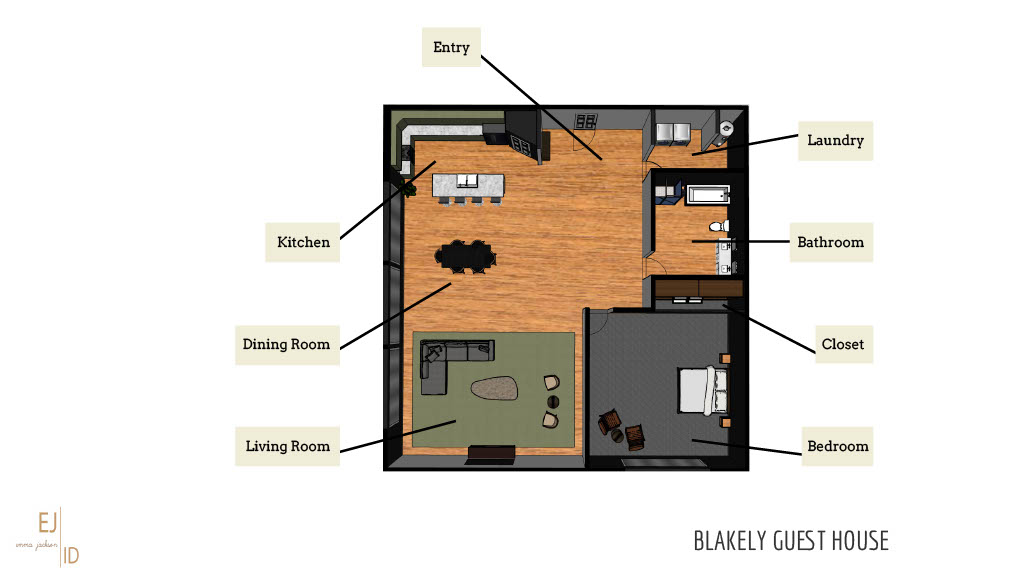 Entry
Laundry
Kitchen
Bathroom
Dining Room
Closet
Living Room
Bedroom
EJ
emma jackson
ID
BLAKELY GUEST HOUSE